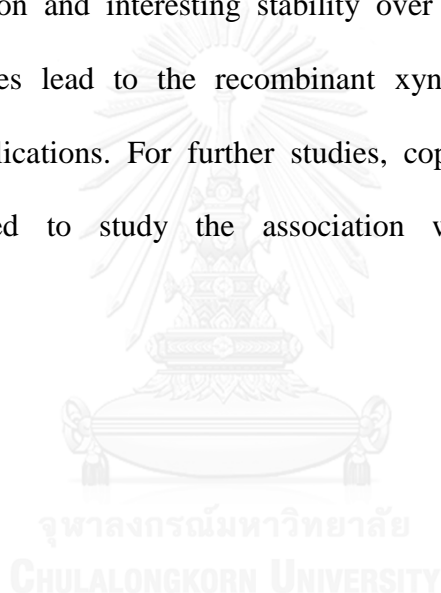 ion and interesting stability over
es lead to the recombinant xyn
lications. For further studies, cop
ed to study the association w
จุฬาลงกรณ์มหาวิทยาลัย
CHULALONGKORN UNIVERSITY